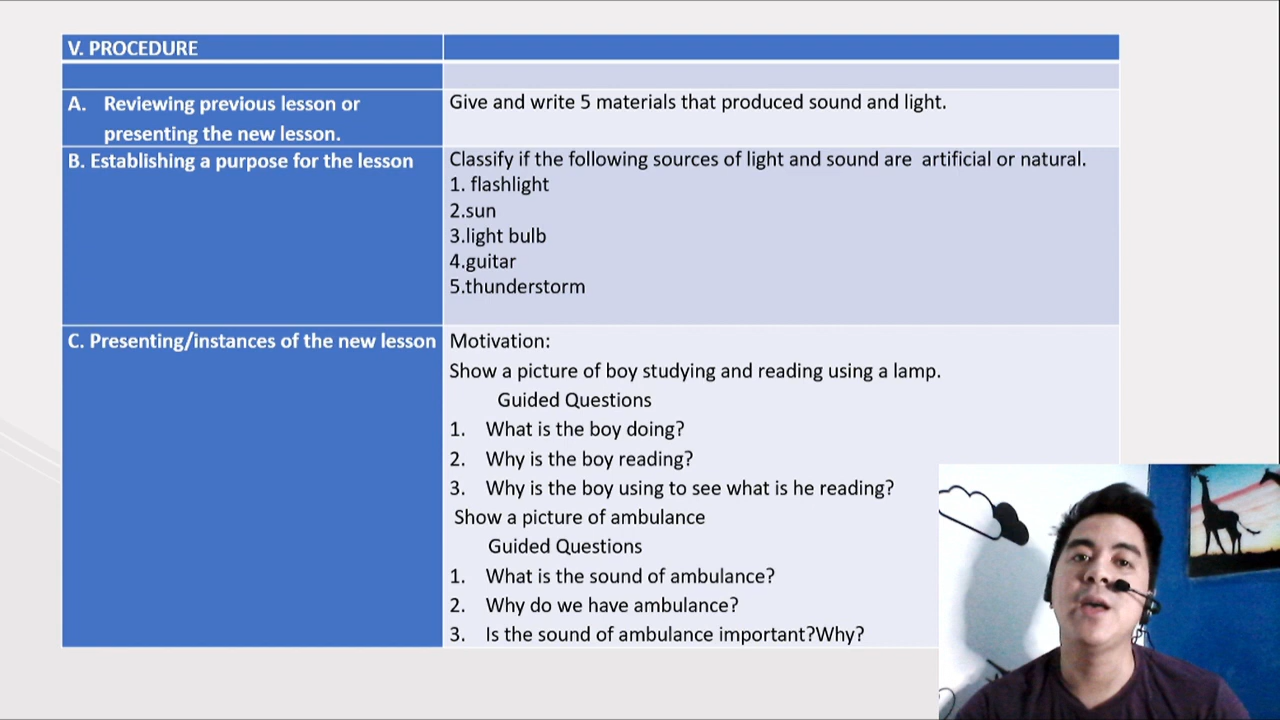 V. PROCEDURE
A. Reviewing previous lesson or
presenting the new lesson.
Give and write 5 materials that produced sound and light.
B. Establishing a purpose for the lesson
Classify if the following sources of light and sound are  artificial or natural.
1. flashlight
2.sun
3.light bulb
4.guitar
5.thunderstorm
C. Presenting/instances of the new lesson
Motivation:
Show a picture of boy studying and reading using a lamp.
Guided Questions
1. What is the boy doing?
2. Why is the boy reading?
3. Why is the boy using to see what is he reading?
Show a picture of ambulance
Guided Questions
1. What is the sound of ambulance?
2. Why do we have ambulance?
3. Is the sound of ambulance important?Why?